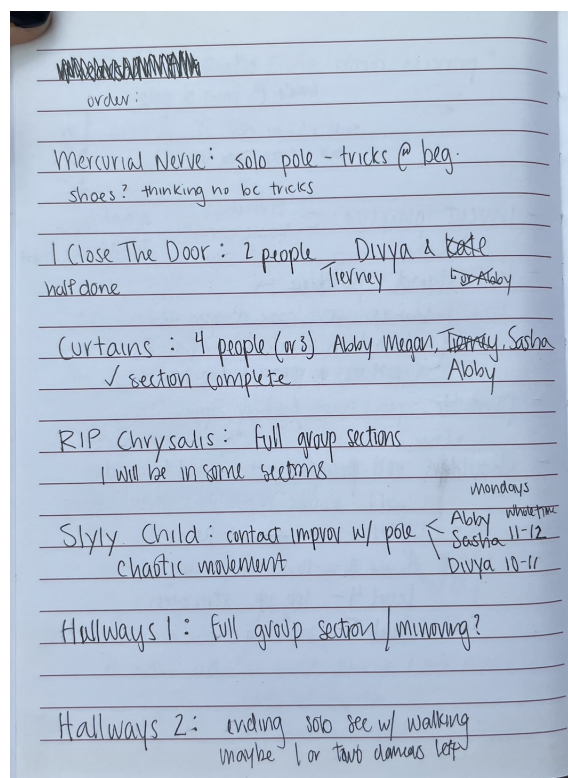 order:
Mercurial Nerve: solo pole - tricks @ beg.
shoes? thinking no bc tricks
I Close The Door: 2 people Divya & Kate
half done Tierney or Abby
Curtains: 4 people (or 3) Abby Megan, Tierney, Sasha
✓ section complete Abby
RIP Chrysalis: full group sections
I will be in some sections
mondays
Slyly Child: contact improv w/ pole < Abby whole time
Sasha 11-12
chaotic movement Divya 10-11
Hallways 1: full group section / mirroring?
Hallways 2: ending solo sec w/ walking
maybe 1 or two dancers left